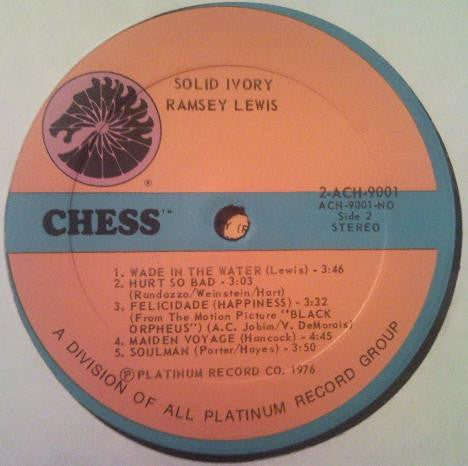 SOLID IVORY
RAMSEY LEWIS
®
CHESS™
2-ACH-9001
ACH-9001-NO
Side 2
STEREO
1. WADE IN THE WATER (Lewis) - 3:46
2. HURT SO BAD - 3:03
(Randazzo/Weinstein/Hart)
3. FELICIDADE (HAPPINESS) - 3:32
(From The Motion Picture "BLACK
ORPHEUS") (A.C. Jobim/V. DeMorais)
4. MAIDEN VOYAGE (Hancock) - 4:45
5. SOULMAN (Porter/Hayes) - 3:50
Ⓟ PLATINUM RECORD CO. 1976
A DIVISION OF ALL PLATINUM RECORD GROUP